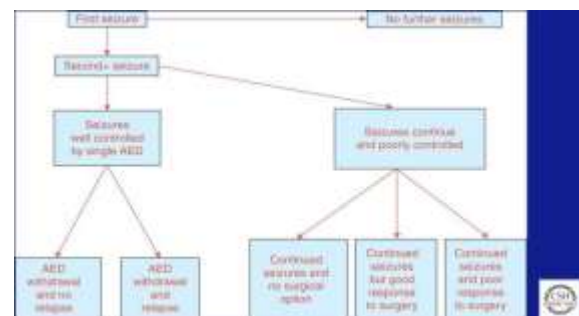 First seizure
No further seizures
Second+ seizure
Seizures
well controlled
by single AED
Seizures continue
and poorly controlled
AED
withdrawal
and no
relapse
AED
withdrawal
and
relapse
Continued
seizures and
no surgical
option
Continued
seizures
but good
response
to surgery
Continued
seizures
and poor
response
to surgery
CSH